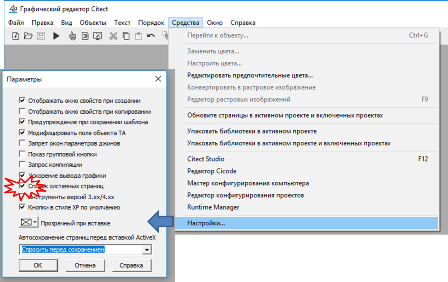 Графический редактор Citect
Файл Правка Вид Объекты Текст Порядок Средства Окно Справка
Перейти к объекту... Ctrl+G
Заменить цвета...
Настроить цвета...
Редактировать предпочтительные цвета...
Конвертировать в растровое изображение
Редактор растровых изображений F9
Обновите страницы в активном проекте и включенных проектах
Упаковать библиотеки в активном проекте
Упаковать библиотеки в активном проекте и включенных проектах
Citect Studio F12
Редактор Cicode
Мастер конфигурирования компьютера
Редактор конфигурирования проектов
Runtime Manager
Настройки...
Параметры
Отображать окно свойств при создании
Отображать окно свойств при копировании
Предупреждение при сохранении шаблона
Модифицировать поле объекта ТА
Запрет окон параметров джинов
Показ групповой кнопки
Запрос компиляции
Ускорение вывода графики
системных страниц
версий 3.xx/4.xx
Кнопки в стиле XP по умолчанию
Прозрачный при вставке
Автосохранение страниц перед вставкой ActiveX
Спросить перед сохранением
OK Отмена Справка